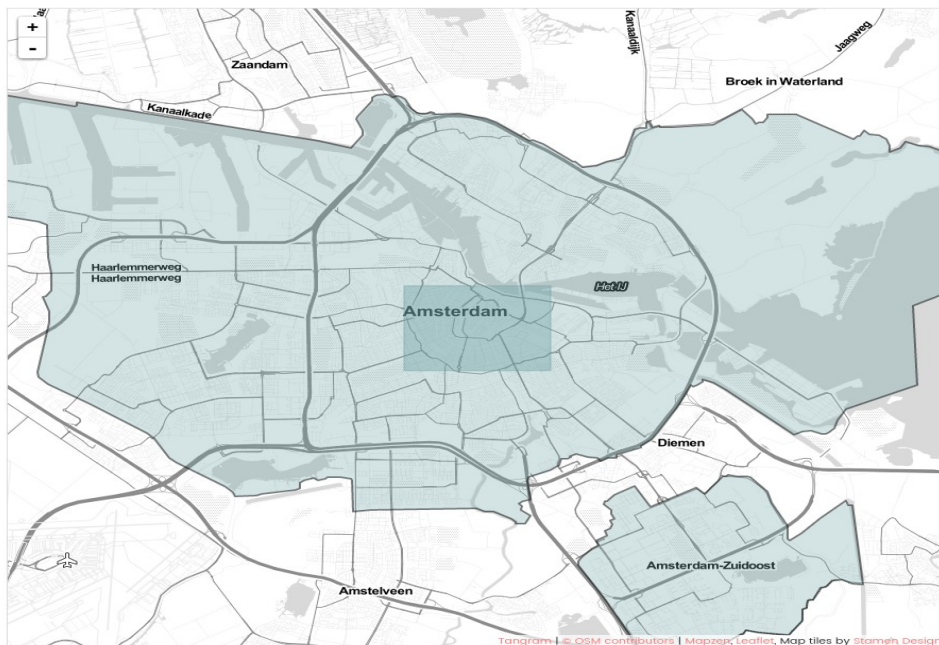 +
-
Zaandam
Kanaalkade
Kanaaldijk
Jaagweg
Broek in Waterland
Haarlemmerweg
Haarlemmerweg
Het IJ
Amsterdam
Diemen
Amsterdam-Zuidoost
Amstelveen
Tangram | © OSM contributors | Mapzen, Leaflet, Map tiles by Stamen Design